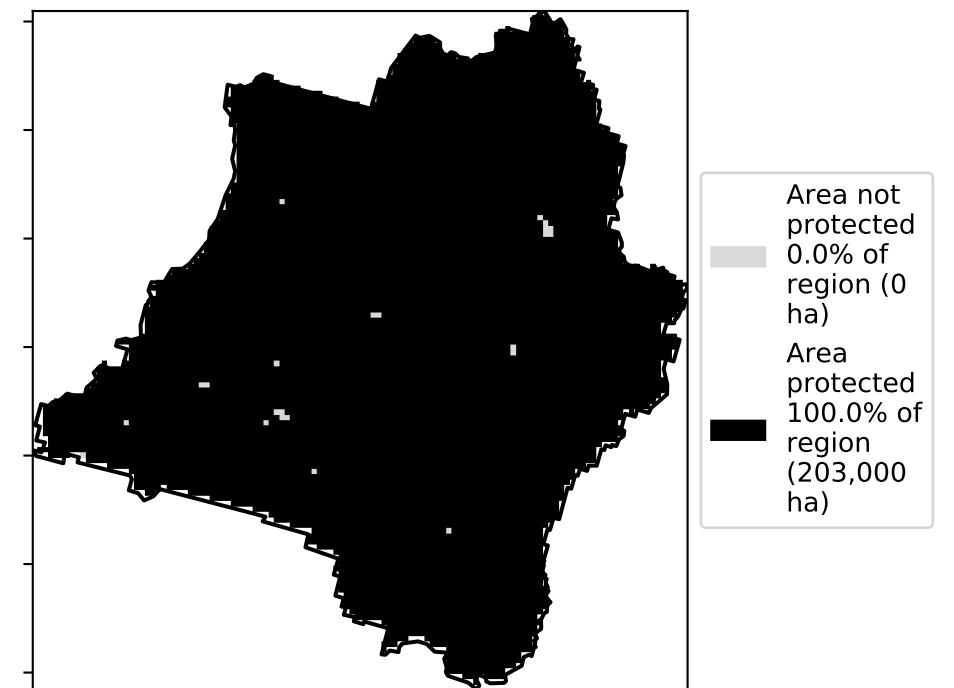 Area not
protected
0.0% of
region (0
ha)
Area
protected
100.0% of
region
(203,000
ha)